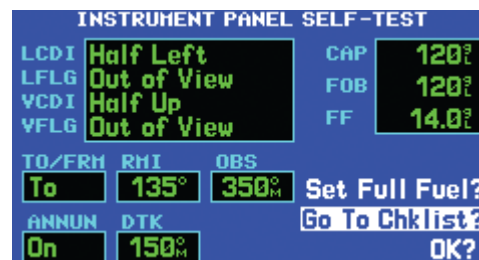 INSTRUMENT PANEL SELF-TEST
LCDI Half Left
LFLG Out of View
VCDI Half Up
VFLG Out of View
CAP 120
FOB 120
FF 14.0
TO/FRM RMI OBS
To 135° 350°M
Set Full Fuel?
ANNUN DTK
Go To Chklist?
On 150°M
OK?